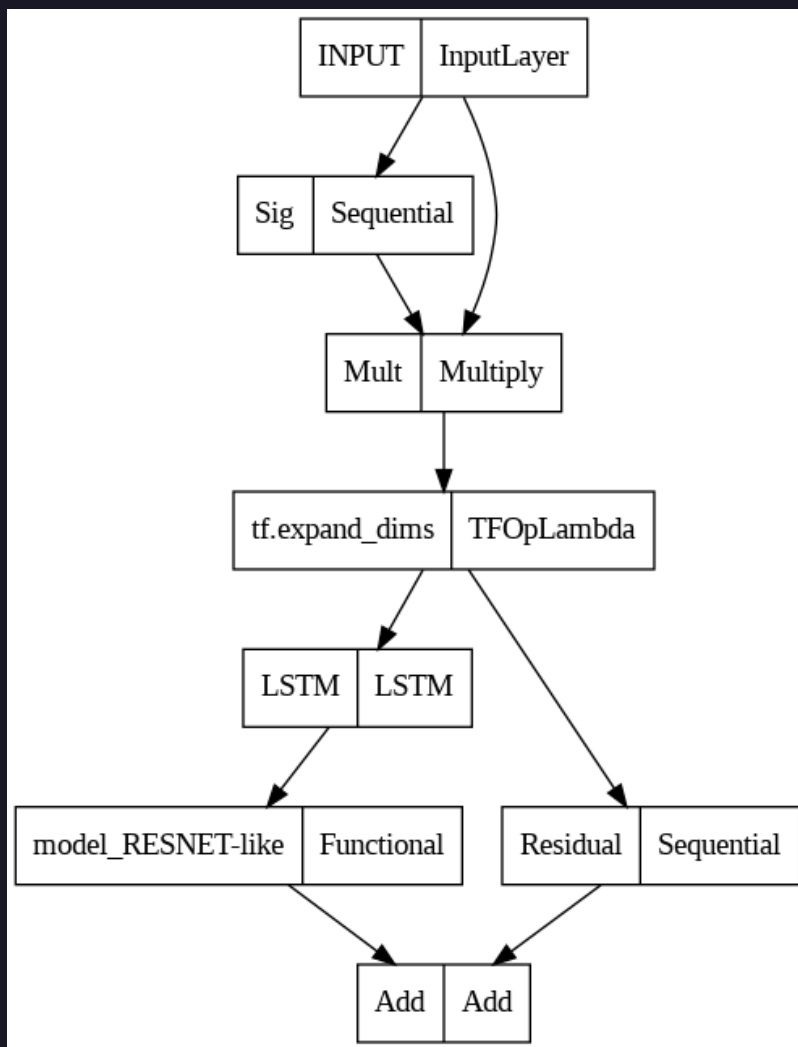 INPUT InputLayer
Sig Sequential
Mult Multiply
tf.expand_dims TFOpLambda
LSTM LSTM
model_RESNET-like Functional
Residual Sequential
Add Add